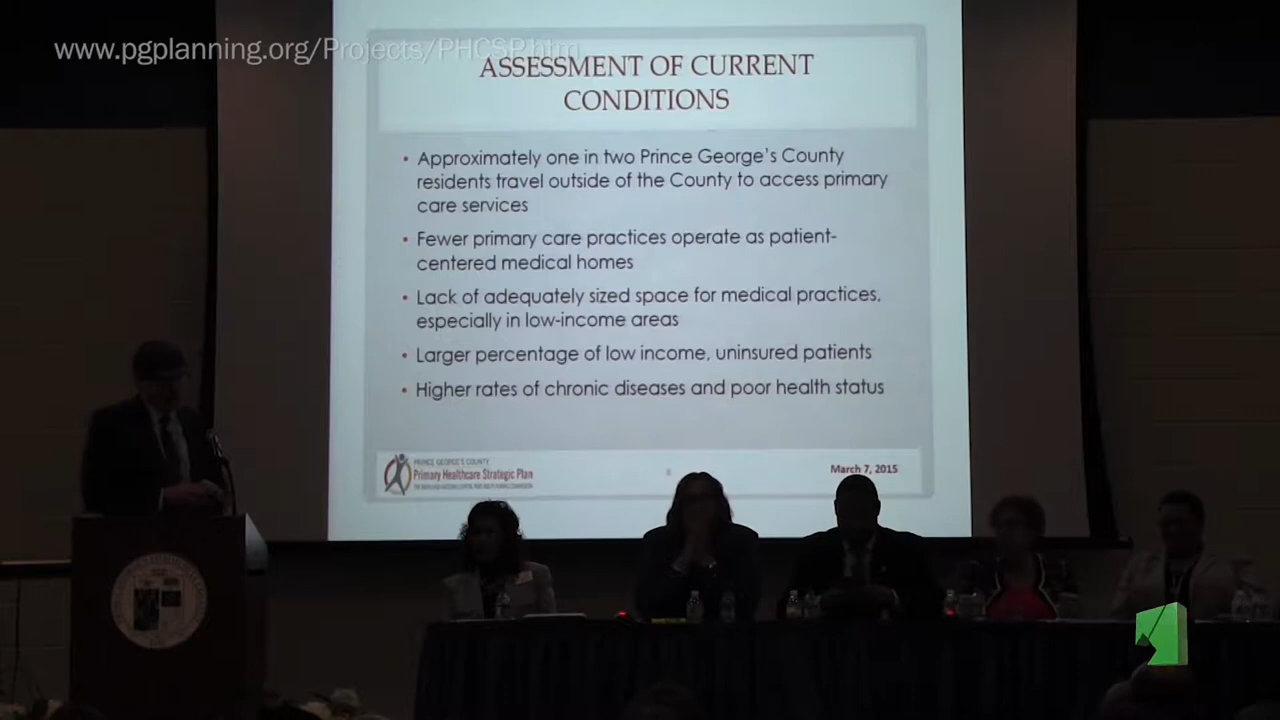 www.pgplanning.org/Projects/PHCSP.htm
ASSESSMENT OF CURRENT
CONDITIONS
• Approximately one in two Prince George's County
residents travel outside of the County to access primary
care services
• Fewer primary care practices operate as patient-
centered medical homes
• Lack of adequately sized space for medical practices,
especially in low-income areas
• Larger percentage of low income, uninsured patients
• Higher rates of chronic diseases and poor health status
PRINCE GEORGE'S COUNTY
Primary Healthcare Strategic Plan
March 7, 2015